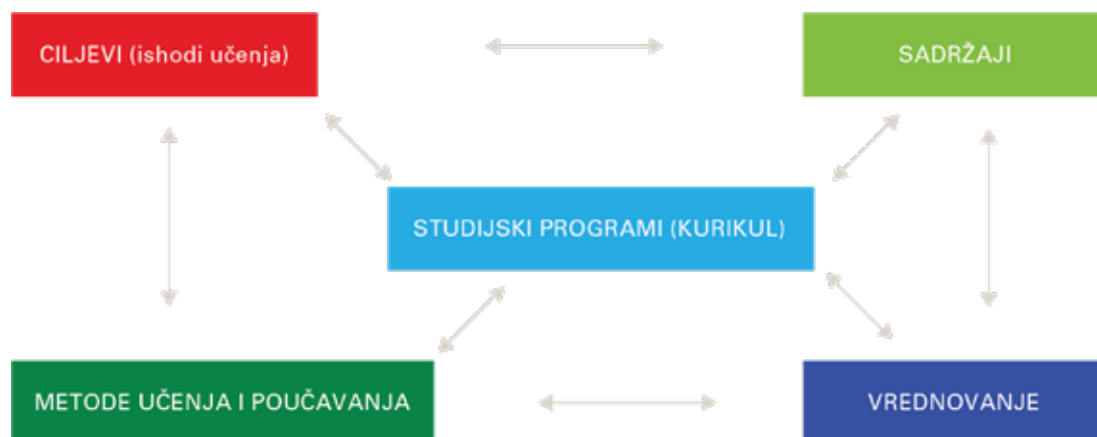 CILJEVI (ishodi učenja)
SADRŽAJI
STUDIJSKI PROGRAMI (KURIKUL)
METODE UČENJA I POUČAVANJA
VREDNOVANJE